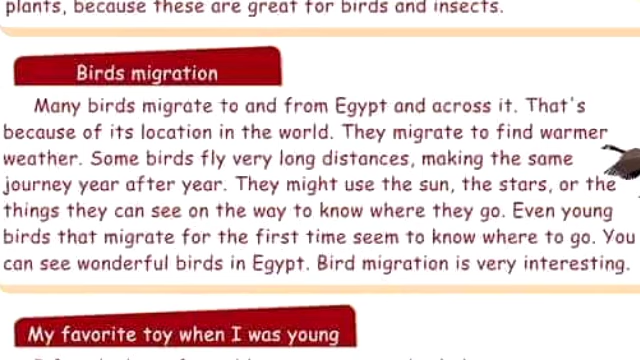 plants, because these are great for birds and insects.
Birds migration
Many birds migrate to and from Egypt and across it. That's
because of its location in the world. They migrate to find warmer
weather. Some birds fly very long distances, making the same
journey year after year. They might use the sun, the stars, or the
things they can see on the way to know where they go. Even young
birds that migrate for the first time seem to know where to go. You
can see wonderful birds in Egypt. Bird migration is very interesting.
My favorite toy when I was young